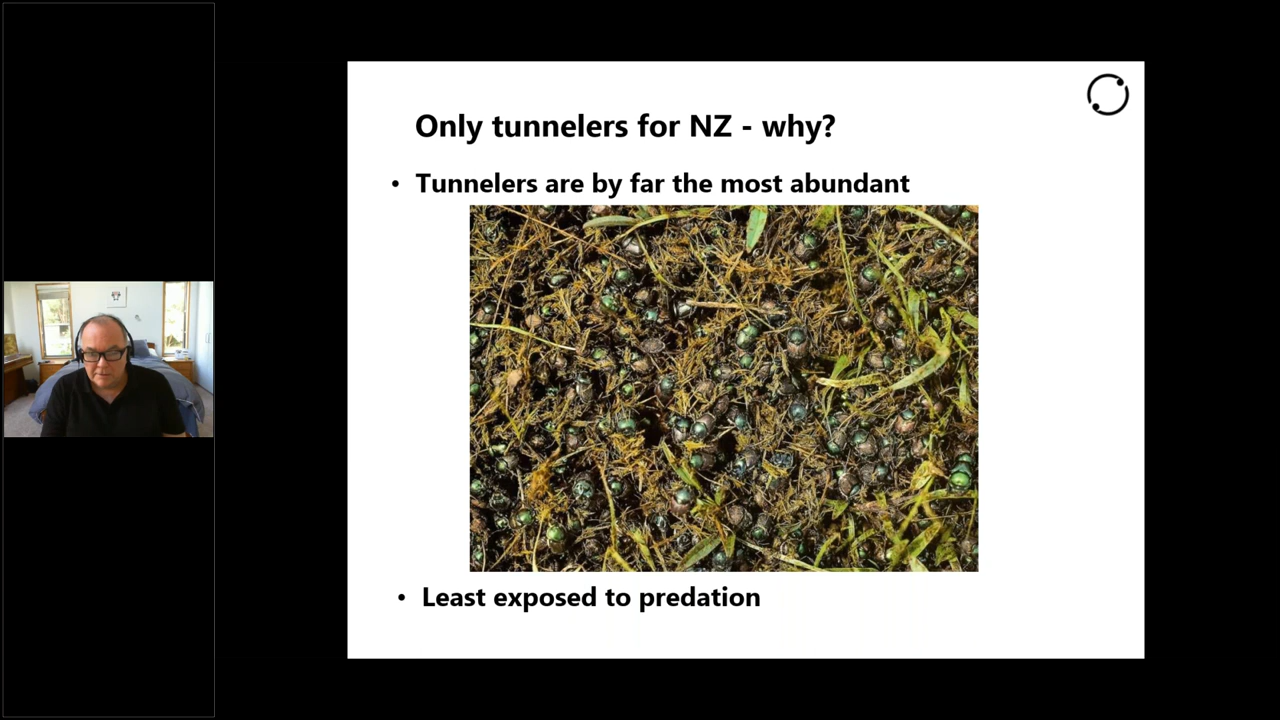 Only tunnelers for NZ - why?
• Tunnelers are by far the most abundant
• Least exposed to predation